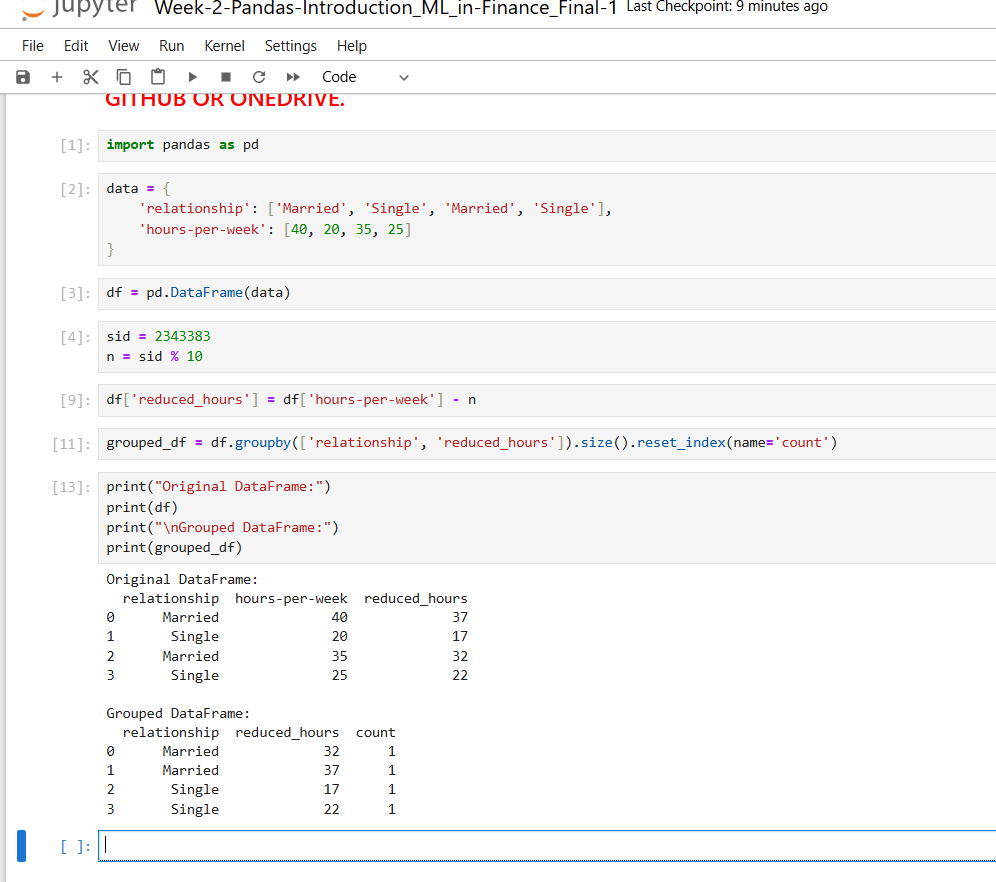 Jupyter Week-2-Pandas-Introduction_ML_in-Finance_Final-1 Last Checkpoint: 9 minutes ago
File Edit View Run Kernel Settings Help
Code
GITHUB OR ONEDRIVE.
[1]: import pandas as pd
[2]: data = {
'relationship': ['Married', 'Single', 'Married', 'Single'],
'hours-per-week': [40, 20, 35, 25]
}
[3]: df = pd.DataFrame(data)
[4]: sid = 2343383
n = sid % 10
[9]: df['reduced_hours'] = df['hours-per-week'] - n
[11]: grouped_df = df.groupby(['relationship', 'reduced_hours']).size().reset_index(name='count')
[13]: print("Original DataFrame:")
print(df)
print("\nGrouped DataFrame:")
print(grouped_df)
Original DataFrame:
relationship hours-per-week reduced_hours
0 Married 40 37
1 Single 20 17
2 Married 35 32
3 Single 25 22
Grouped DataFrame:
relationship reduced_hours count
0 Married 32 1
1 Married 37 1
2 Single 17 1
3 Single 22 1
[ ]: